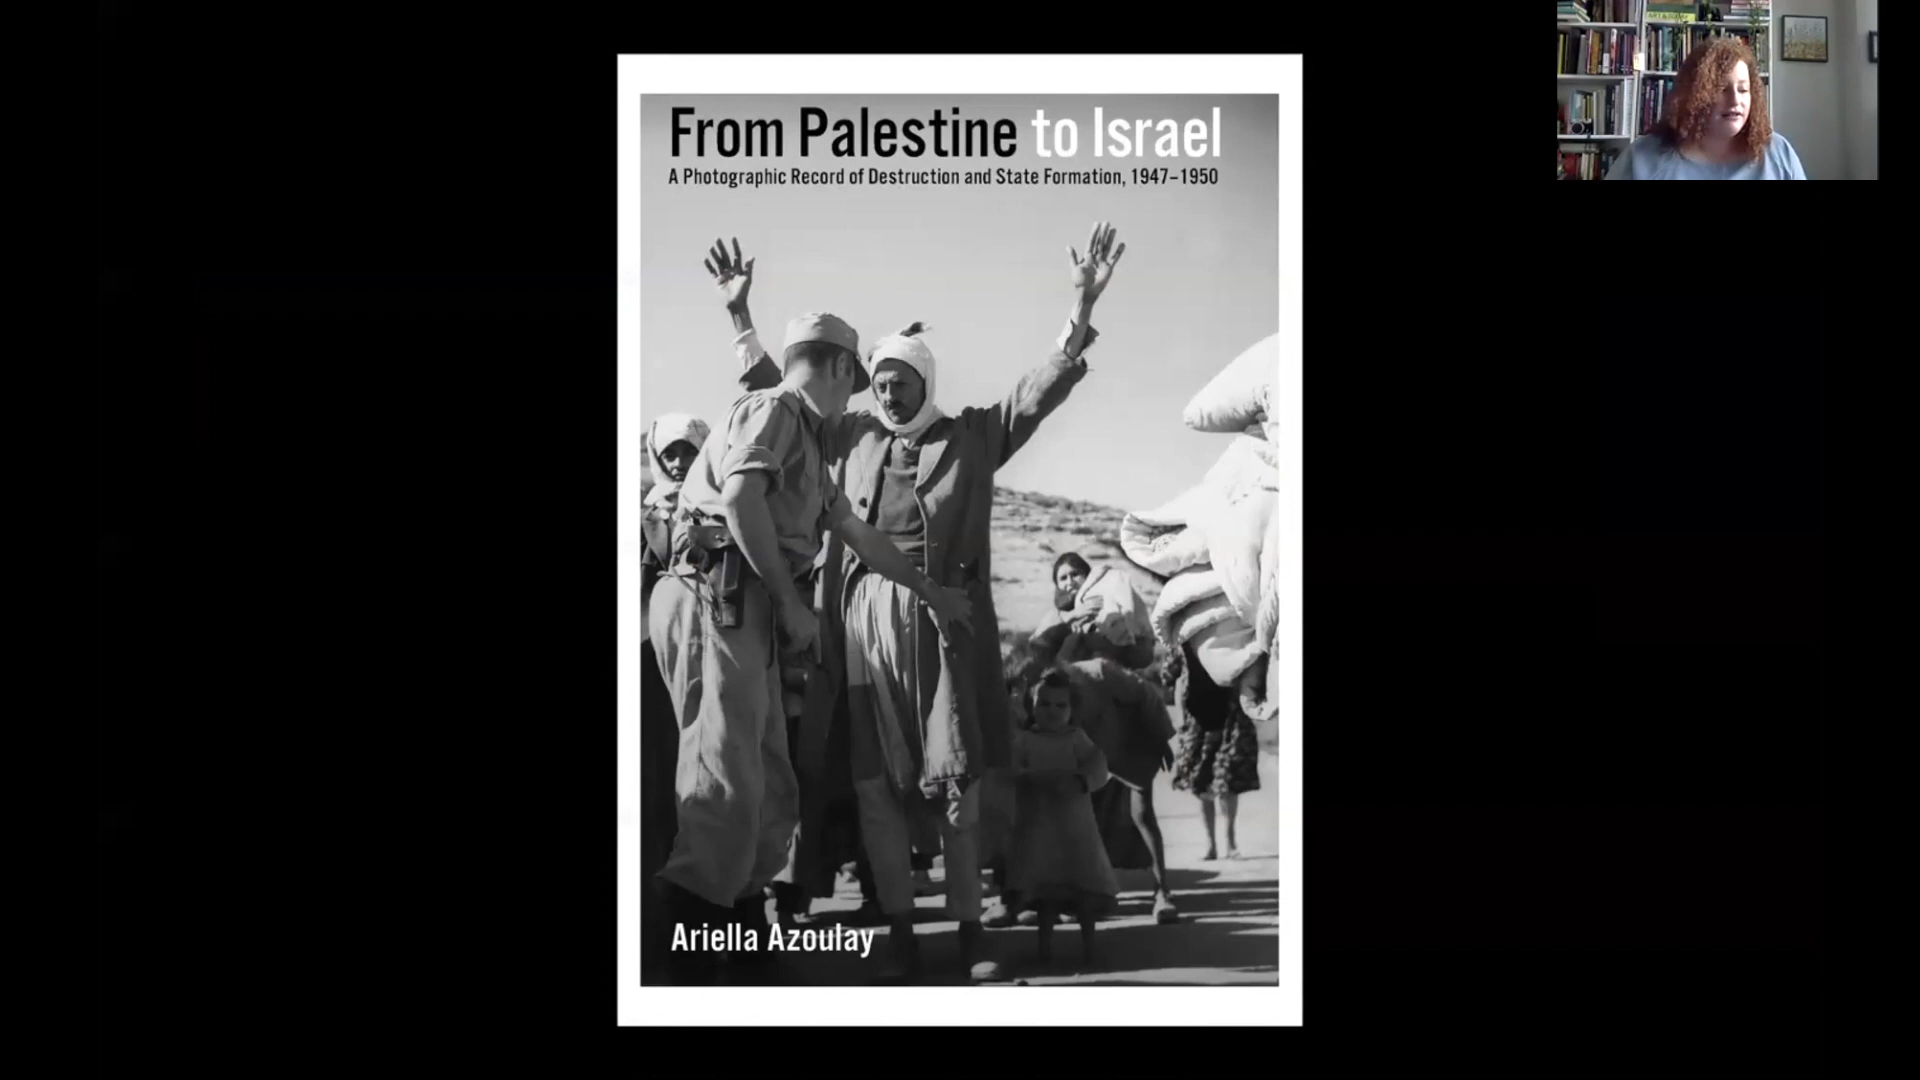 From Palestine to Israel
A Photographic Record of Destruction and State Formation, 1947–1950
Ariella Azoulay